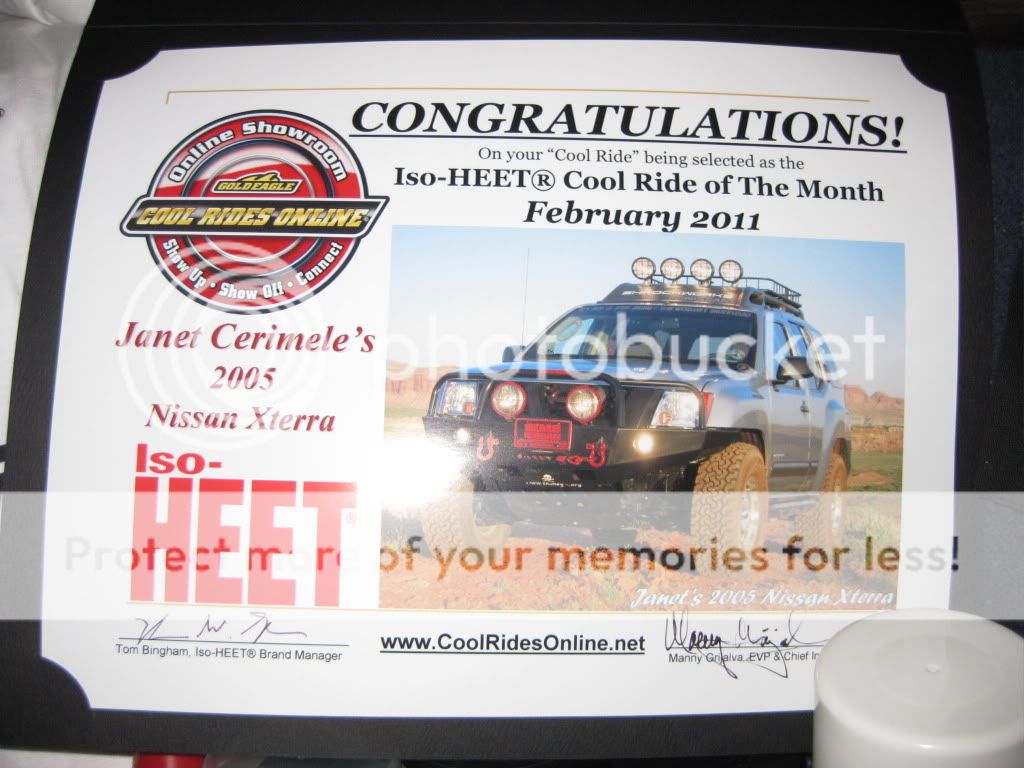 CONGRATULATIONS!
On your “Cool Ride” being selected as the
Iso-HEET® Cool Ride of The Month
February 2011
Online Showroom
GOLD EAGLE
COOL RIDES ONLINE®
Show Up • Show Off • Connect
Janet Cerimele's
2005
Nissan Xterra
Iso-
HEET®
photobucket
Protect more of your memories for less!
Janet's 2005 Nissan Xterra
Tom Bingham, Iso-HEET® Brand Manager
www.CoolRidesOnline.net
Manny Grijalva, EVP & Chief